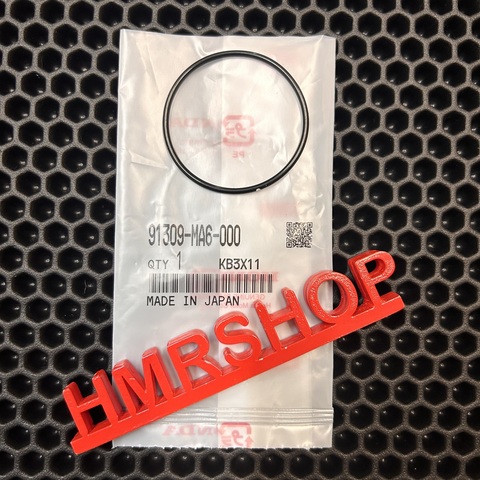 91309-MA6-000
QTY 1 KB3X11
MADE IN JAPAN
HMRSHOP